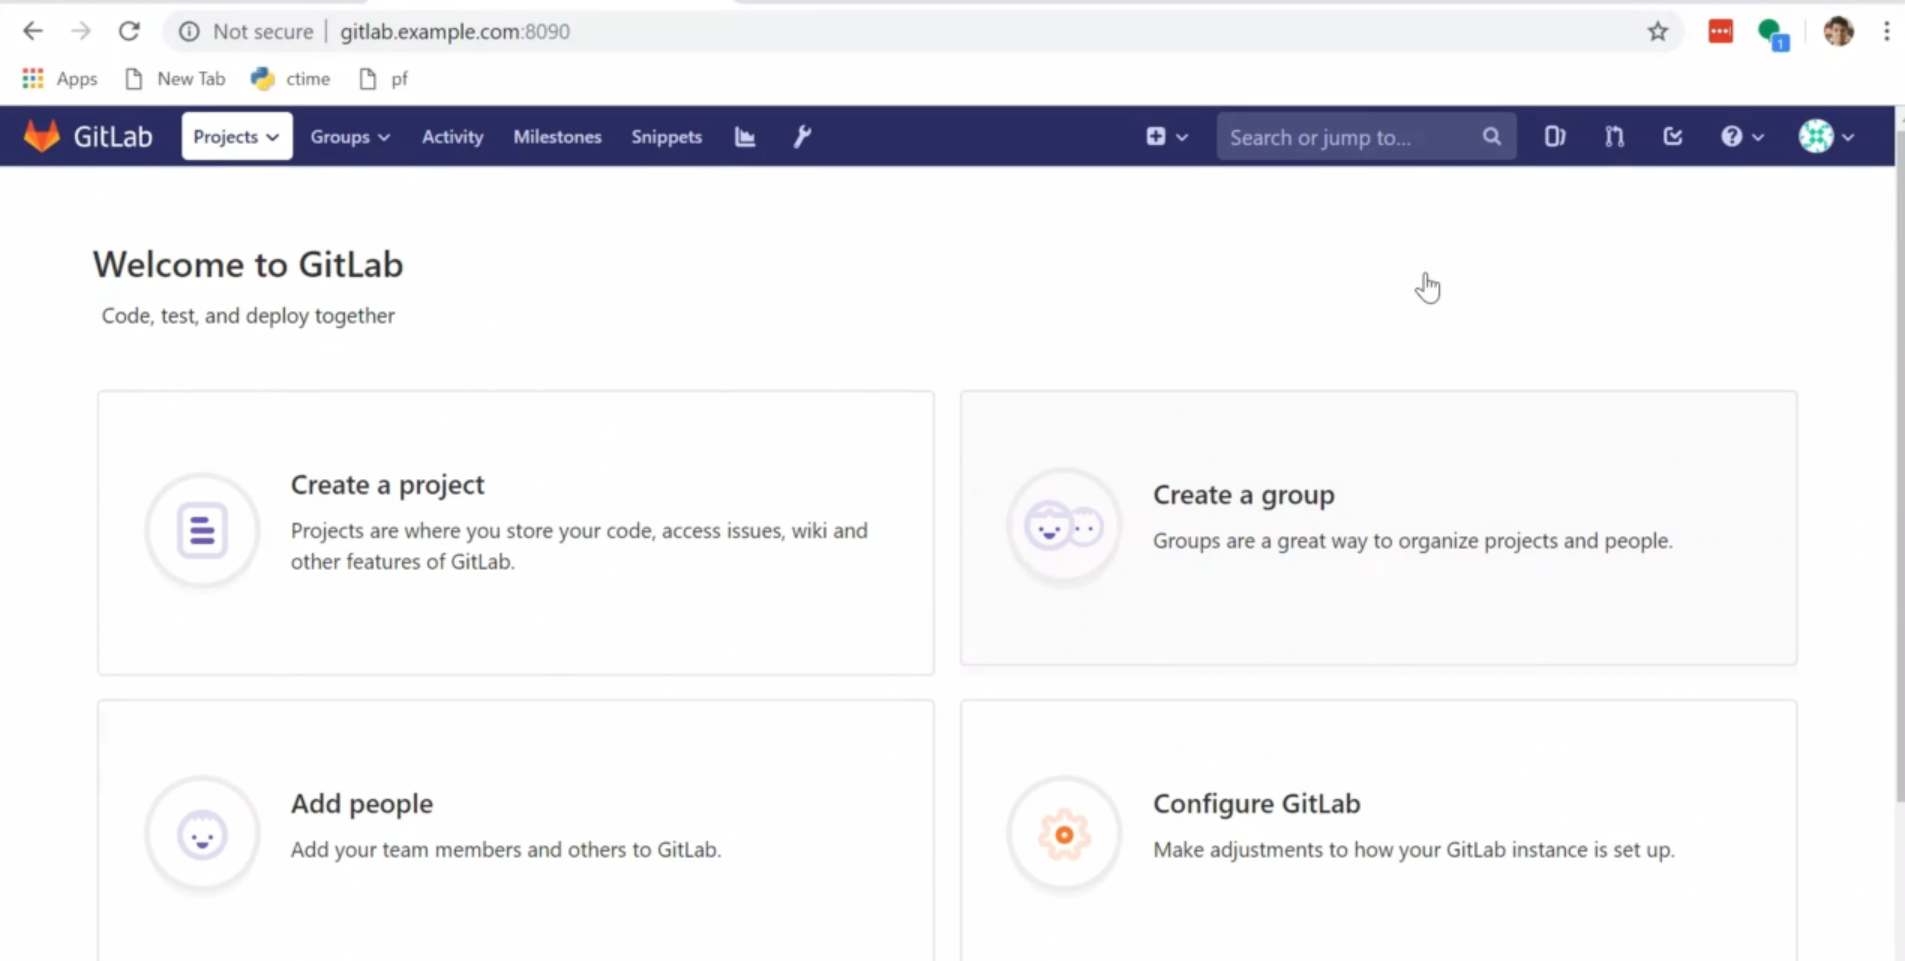 Not secure | gitlab.example.com:8090
1
Apps New Tab ctime pf
GitLab Projects Groups Activity Milestones Snippets Search or jump to...
Welcome to GitLab
Code, test, and deploy together
Create a project
Projects are where you store your code, access issues, wiki and
other features of GitLab.
Create a group
Groups are a great way to organize projects and people.
Add people
Add your team members and others to GitLab.
Configure GitLab
Make adjustments to how your GitLab instance is set up.